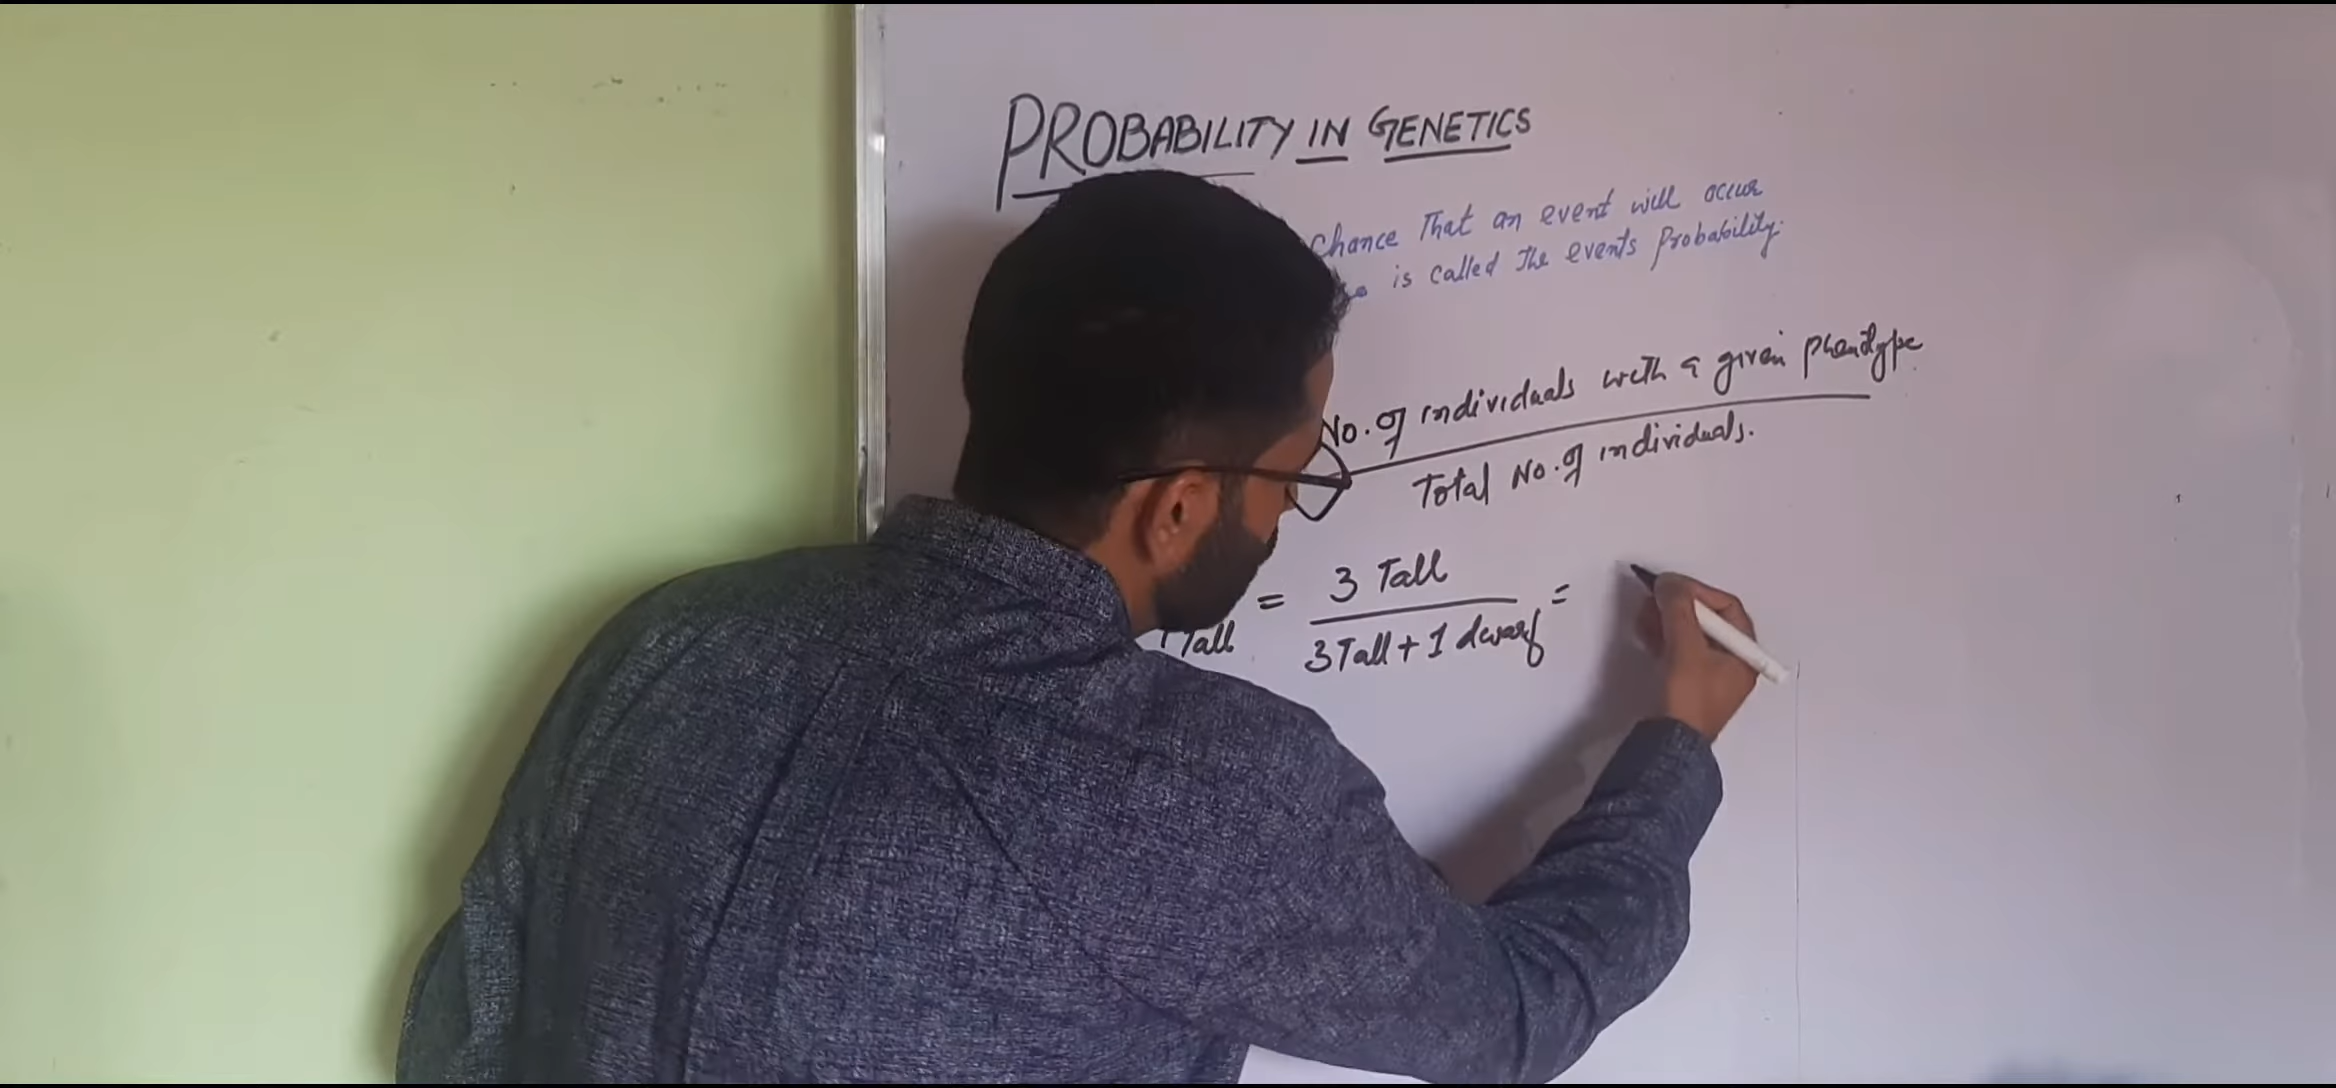 PROBABILITY IN GENETICS
Chance That an event will occur
is called The events Probability.
No. of individuals with a given phenotype.
Total No. of individuals.
Tall = 3 Tall =
3 Tall + 1 dwarf